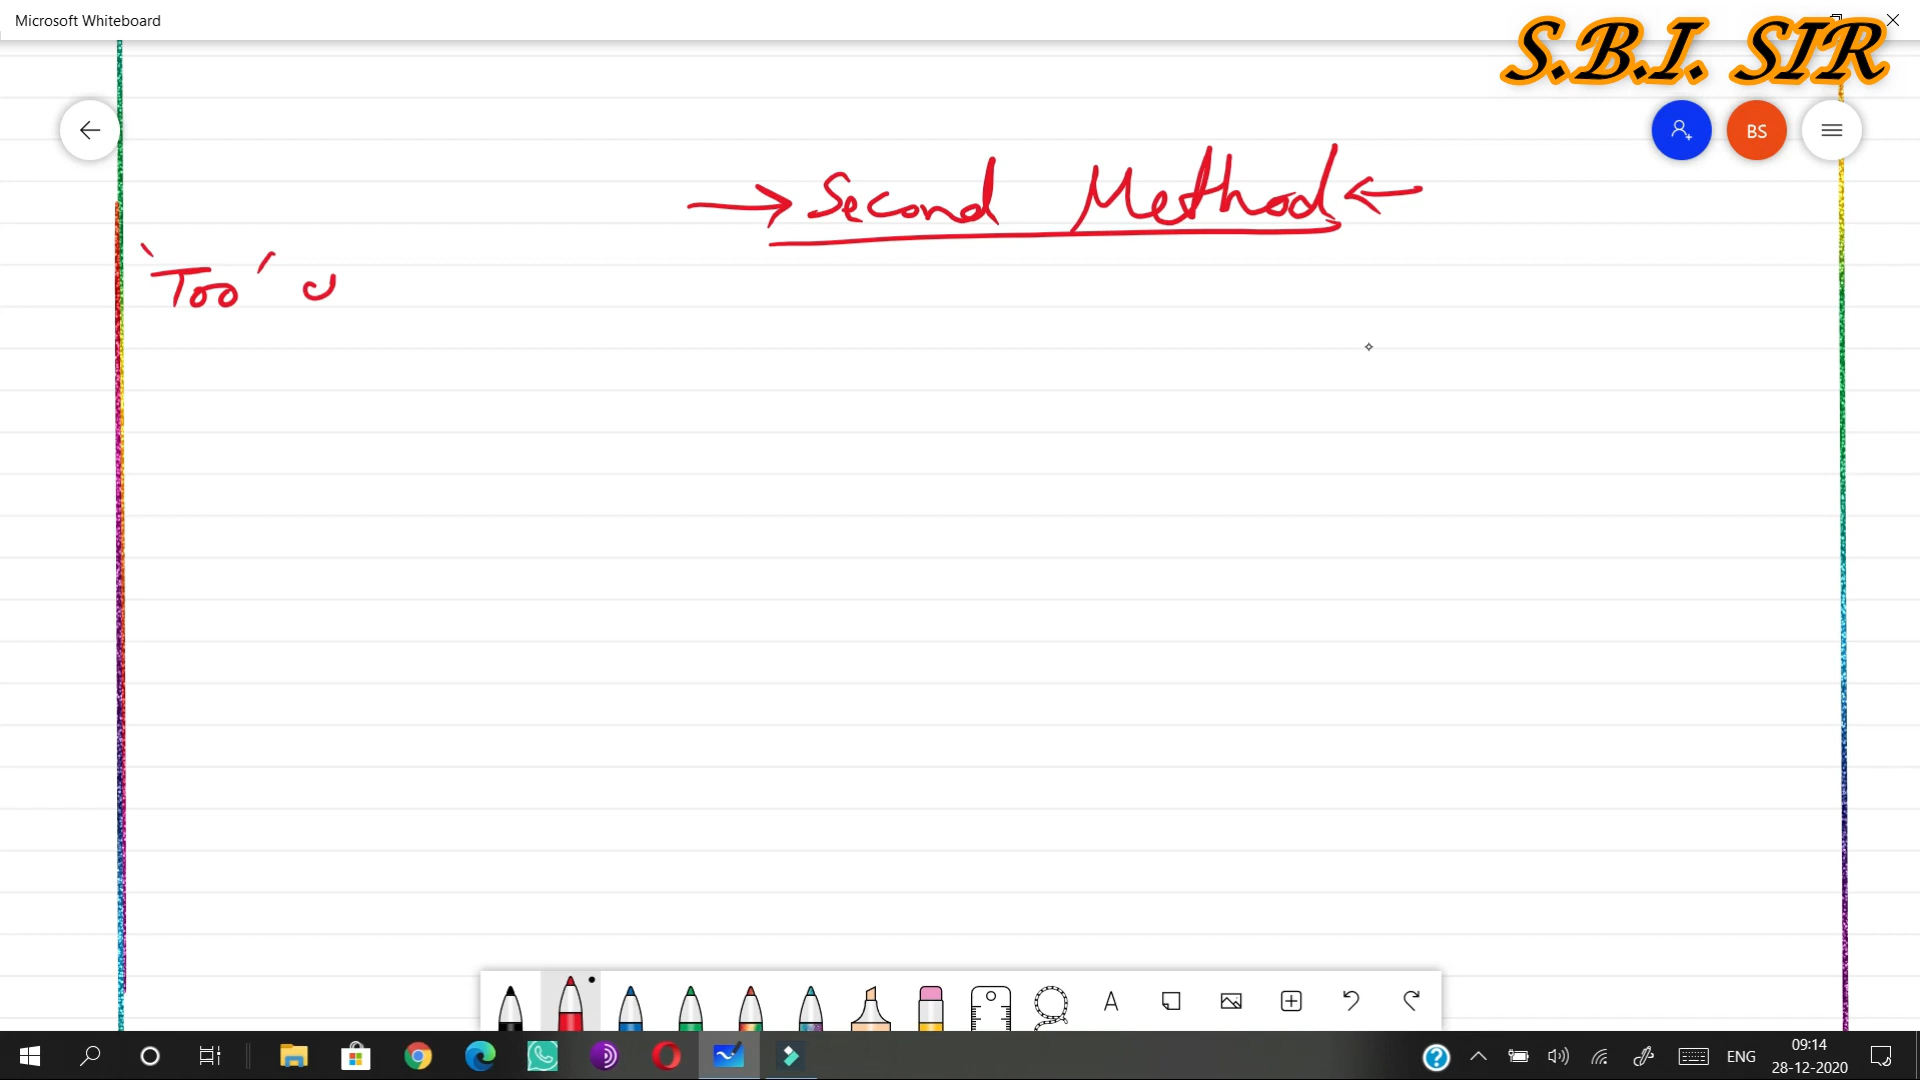 Microsoft Whiteboard
S.B.I. SIR
BS
→ Second Method ←
'Too'
A
ENG
09:14
28-12-2020